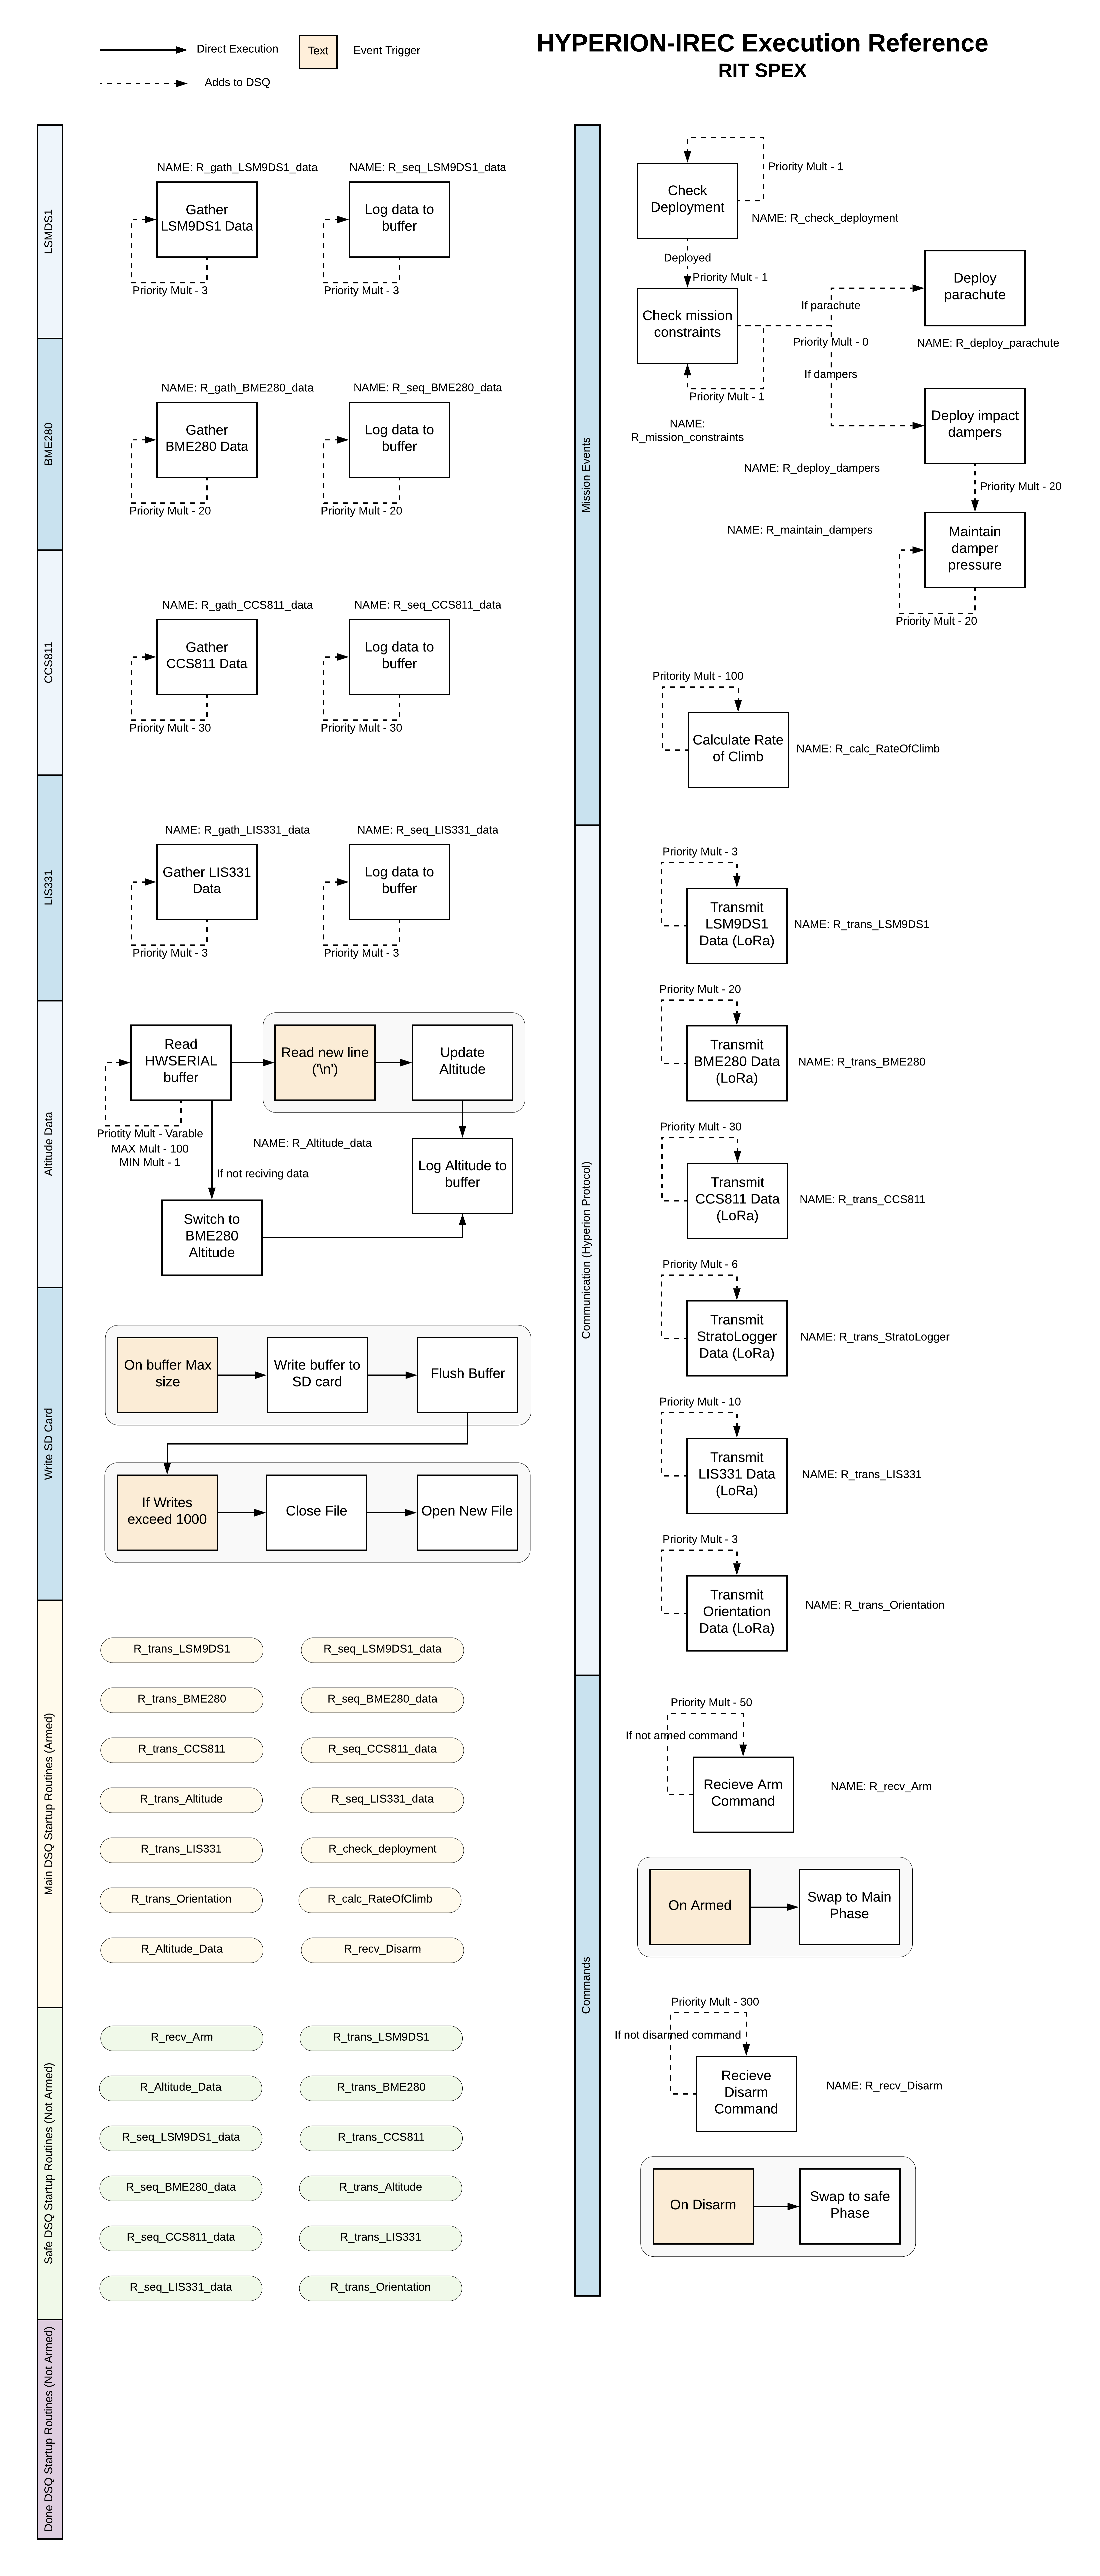 HYPERION-IREC Execution Reference
RIT SPEX
Direct Execution
Text
Event Trigger
Adds to DSQ
LSMDS1
NAME: R_gath_LSM9DS1_data
Gather
LSM9DS1 Data
Priority Mult - 3
NAME: R_seq_LSM9DS1_data
Log data to
buffer
Priority Mult - 3
BME280
NAME: R_gath_BME280_data
Gather
BME280 Data
Priority Mult - 20
NAME: R_seq_BME280_data
Log data to
buffer
Priority Mult - 20
CCS811
NAME: R_gath_CCS811_data
Gather
CCS811 Data
Priority Mult - 30
NAME: R_seq_CCS811_data
Log data to
buffer
Priority Mult - 30
LIS331
NAME: R_gath_LIS331_data
Gather LIS331
Data
Priority Mult - 3
NAME: R_seq_LIS331_data
Log data to
buffer
Priority Mult - 3
Altitude Data
Read
HWSERIAL
buffer
Read new line
('\n')
Update
Altitude
Priotity Mult - Varable
MAX Mult - 100
MIN Mult - 1
NAME: R_Altitude_data
If not reciving data
Log Altitude to
buffer
Switch to
BME280
Altitude
Write SD Card
On buffer Max
size
Write buffer to
SD card
Flush Buffer
If Writes
exceed 1000
Close File
Open New File
Main DSQ Startup Routines (Armed)
R_trans_LSM9DS1
R_seq_LSM9DS1_data
R_trans_BME280
R_seq_BME280_data
R_trans_CCS811
R_seq_CCS811_data
R_trans_Altitude
R_seq_LIS331_data
R_trans_LIS331
R_check_deployment
R_trans_Orientation
R_calc_RateOfClimb
R_Altitude_Data
R_recv_Disarm
Safe DSQ Startup Routines (Not Armed)
R_recv_Arm
R_trans_LSM9DS1
R_Altitude_Data
R_trans_BME280
R_seq_LSM9DS1_data
R_trans_CCS811
R_seq_BME280_data
R_trans_Altitude
R_seq_CCS811_data
R_trans_LIS331
R_seq_LIS331_data
R_trans_Orientation
Done DSQ Startup Routines (Not Armed)
Mission Events
Check
Deployment
Priority Mult - 1
NAME: R_check_deployment
Deployed
Priority Mult - 1
Check mission
constraints
Priority Mult - 1
NAME:
R_mission_constraints
If parachute
Priority Mult - 0
If dampers
Deploy
parachute
NAME: R_deploy_parachute
Deploy impact
dampers
NAME: R_deploy_dampers
Priority Mult - 20
NAME: R_maintain_dampers
Maintain
damper
pressure
Priority Mult - 20
Pritority Mult - 100
Calculate Rate
of Climb
NAME: R_calc_RateOfClimb
Communication (Hyperion Protocol)
Priority Mult - 3
Transmit
LSM9DS1
Data (LoRa)
NAME: R_trans_LSM9DS1
Priority Mult - 20
Transmit
BME280 Data
(LoRa)
NAME: R_trans_BME280
Priority Mult - 30
Transmit
CCS811 Data
(LoRa)
NAME: R_trans_CCS811
Priority Mult - 6
Transmit
StratoLogger
Data (LoRa)
NAME: R_trans_StratoLogger
Priority Mult - 10
Transmit
LIS331 Data
(LoRa)
NAME: R_trans_LIS331
Priority Mult - 3
Transmit
Orientation
Data (LoRa)
NAME: R_trans_Orientation
Commands
Priority Mult - 50
If not armed command
Recieve Arm
Command
NAME: R_recv_Arm
On Armed
Swap to Main
Phase
Priority Mult - 300
If not disarmed command
Recieve
Disarm
Command
NAME: R_recv_Disarm
On Disarm
Swap to safe
Phase